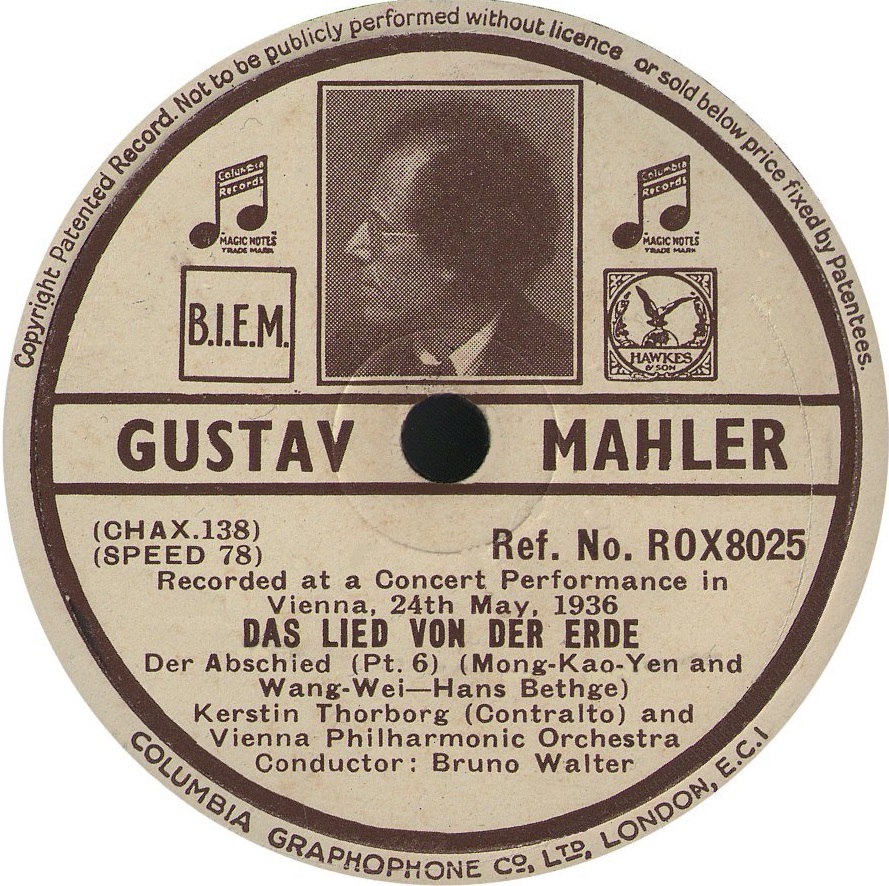 Copyright Patented Record. Not to be publicly performed without licence or sold below price fixed by Patentees.
Columbia
Records
MAGIC NOTES
TRADE MARK
Columbia
Records
MAGIC NOTES
TRADE MARK
B.I.E.M.
HAWKES
& SON
GUSTAV MAHLER
(CHAX.138)
(SPEED 78)
Ref. No. ROX8025
Recorded at a Concert Performance in
Vienna, 24th May, 1936
DAS LIED VON DER ERDE
Der Abschied (Pt. 6) (Mong-Kao-Yen and
Wang-Wei—Hans Bethge)
Kerstin Thorborg (Contralto) and
Vienna Philharmonic Orchestra
Conductor: Bruno Walter
COLUMBIA GRAPHOPHONE CO, LTD, LONDON, E.C.1